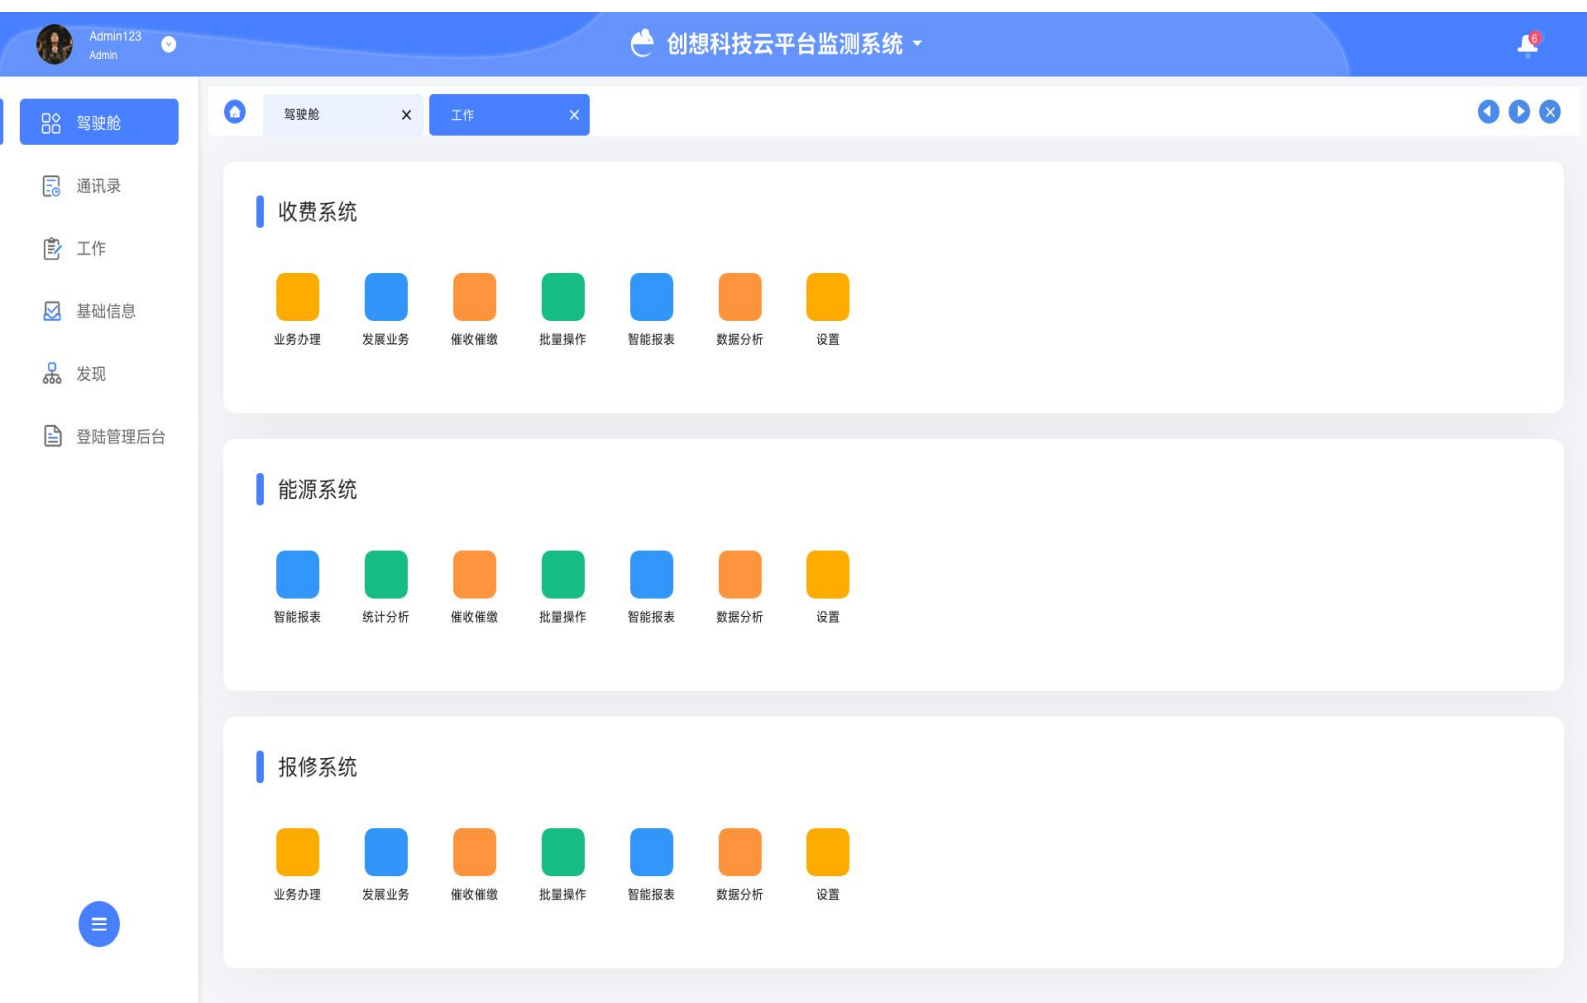 Admin123
Admin
创想科技云平台监测系统
6
驾驶舱
通讯录
工作
基础信息
发现
登陆管理后台
驾驶舱
工作
收费系统
业务办理 发展业务 催收催缴 批量操作 智能报表 数据分析 设置
能源系统
智能报表 统计分析 催收催缴 批量操作 智能报表 数据分析 设置
报修系统
业务办理 发展业务 催收催缴 批量操作 智能报表 数据分析 设置